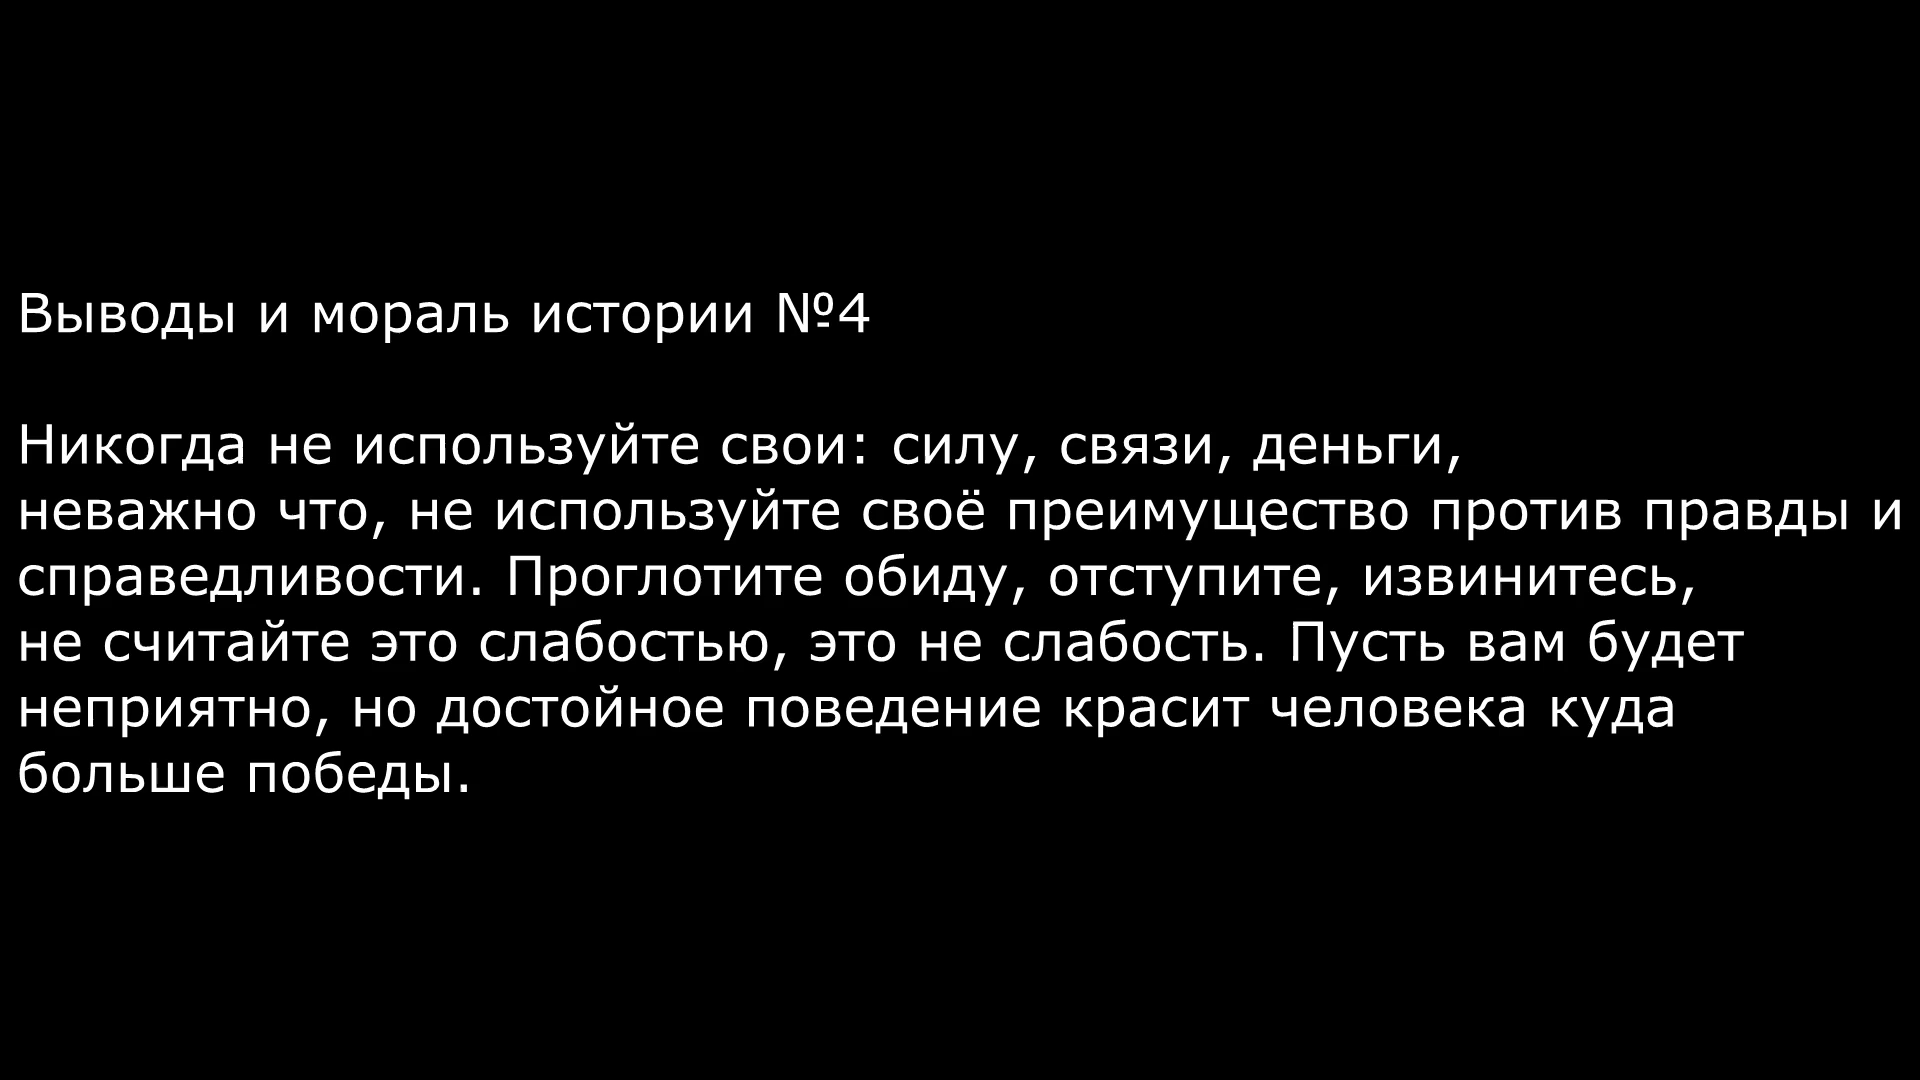 Выводы и мораль истории №4
Никогда не используйте свои: силу, связи, деньги,
неважно что, не используйте своё преимущество против правды и
справедливости. Проглотите обиду, отступите, извинитесь,
не считайте это слабостью, это не слабость. Пусть вам будет
неприятно, но достойное поведение красит человека куда
больше победы.